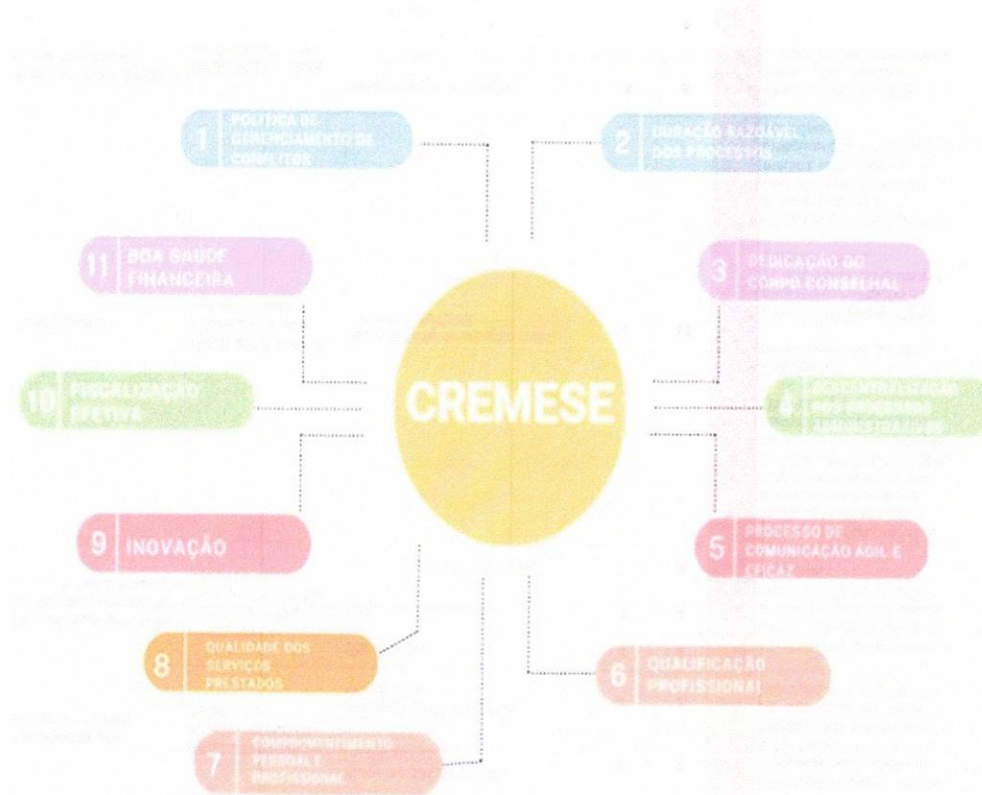 1
POLÍTICA DE
GERENCIAMENTO DE
CONFLITOS
2
DURAÇÃO RAZOÁVEL
DOS PROCESSOS
11
BOA SAÚDE
FINANCEIRA
3
DEDICAÇÃO DO
CORPO CONSELHAL
CREMESE
10
FISCALIZAÇÃO
EFETIVA
4
DESCENTRALIZAÇÃO
DOS PROCESSOS
ADMINISTRATIVOS
9
INOVAÇÃO
5
PROCESSO DE
COMUNICAÇÃO ÁGIL E
EFICAZ
8
QUALIDADE DOS
SERVIÇOS
PRESTADOS
6
QUALIFICAÇÃO
PROFISSIONAL
7
COMPROMENTIMENTO
PESSOAL E
PROFISSIONAL